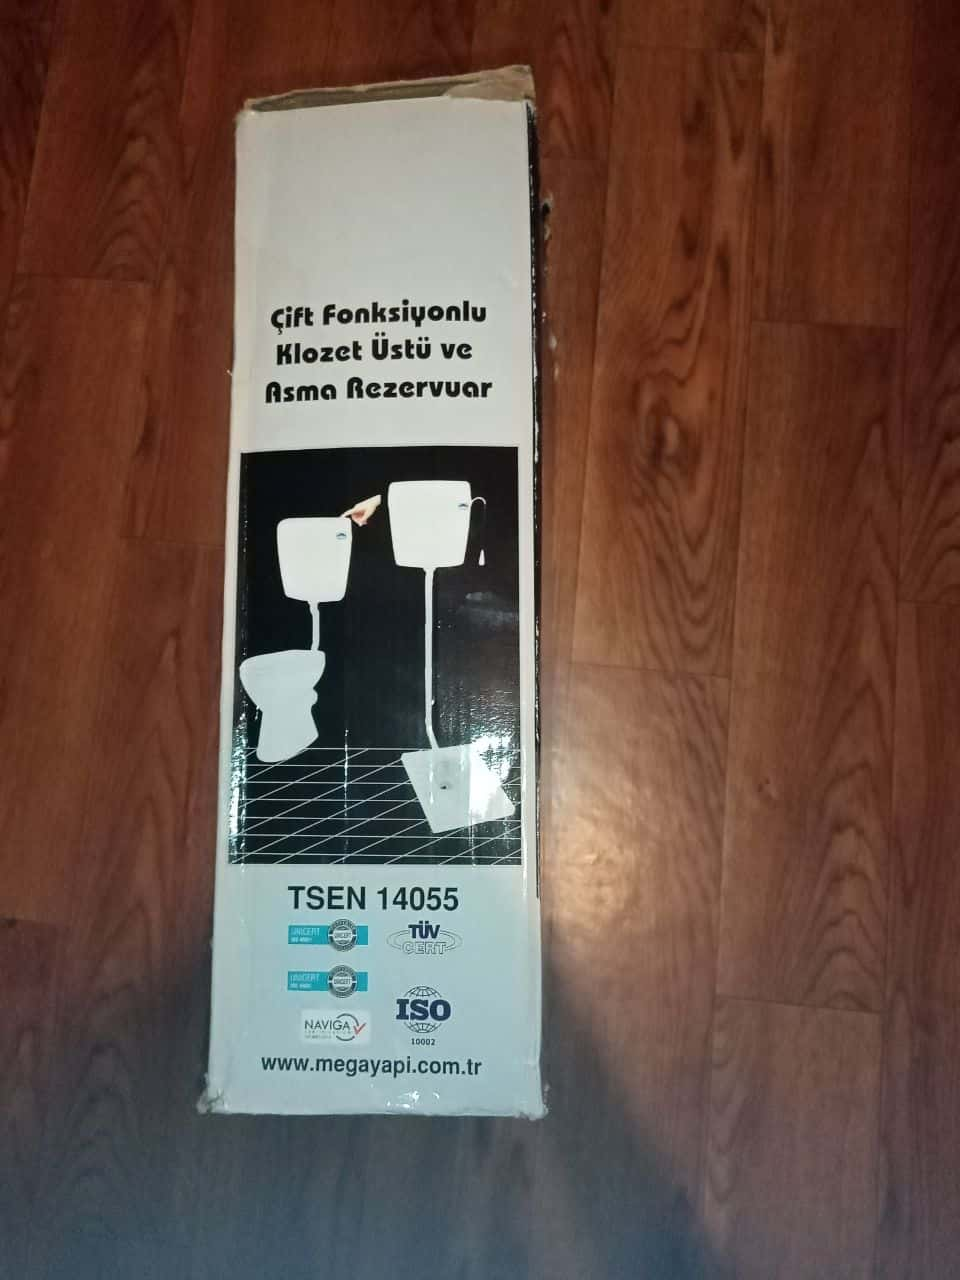 Çift Fonksiyonlu
Klozet Üstü ve
Asma Rezervuar
TSEN 14055
UNICERT
TÜV
CERT
UNICERT
ISO
10002
NAVIGA
www.megayapi.com.tr